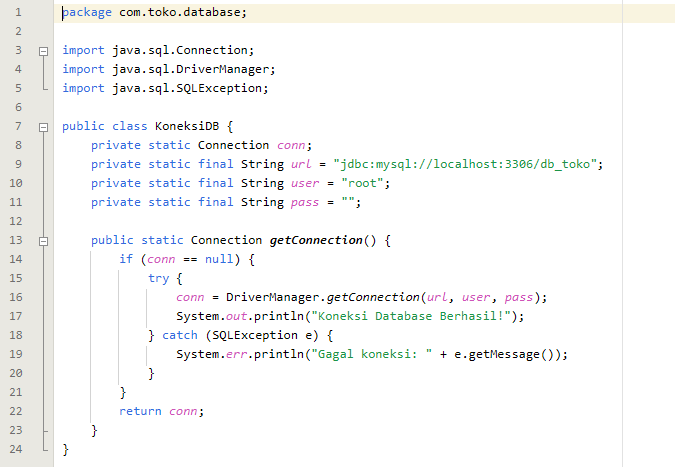 1 package com.toko.database;
2
3 import java.sql.Connection;
4 import java.sql.DriverManager;
5 import java.sql.SQLException;
6
7 public class KoneksiDB {
8     private static Connection conn;
9     private static final String url = "jdbc:mysql://localhost:3306/db_toko";
10     private static final String user = "root";
11     private static final String pass = "";
12
13     public static Connection getConnection() {
14         if (conn == null) {
15             try {
16                 conn = DriverManager.getConnection(url, user, pass);
17                 System.out.println("Koneksi Database Berhasil!");
18             } catch (SQLException e) {
19                 System.err.println("Gagal koneksi: " + e.getMessage());
20             }
21         }
22         return conn;
23     }
24 }